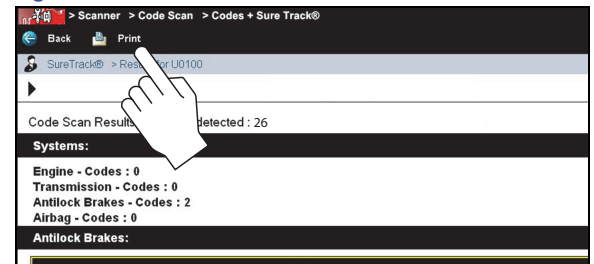 > Scanner > Code Scan > Codes + Sure Track®
Back Print
SureTrack® > Res for U0100
Code Scan Results detected : 26
Systems:
Engine - Codes : 0
Transmission - Codes : 0
Antilock Brakes - Codes : 2
Airbag - Codes : 0
Antilock Brakes: